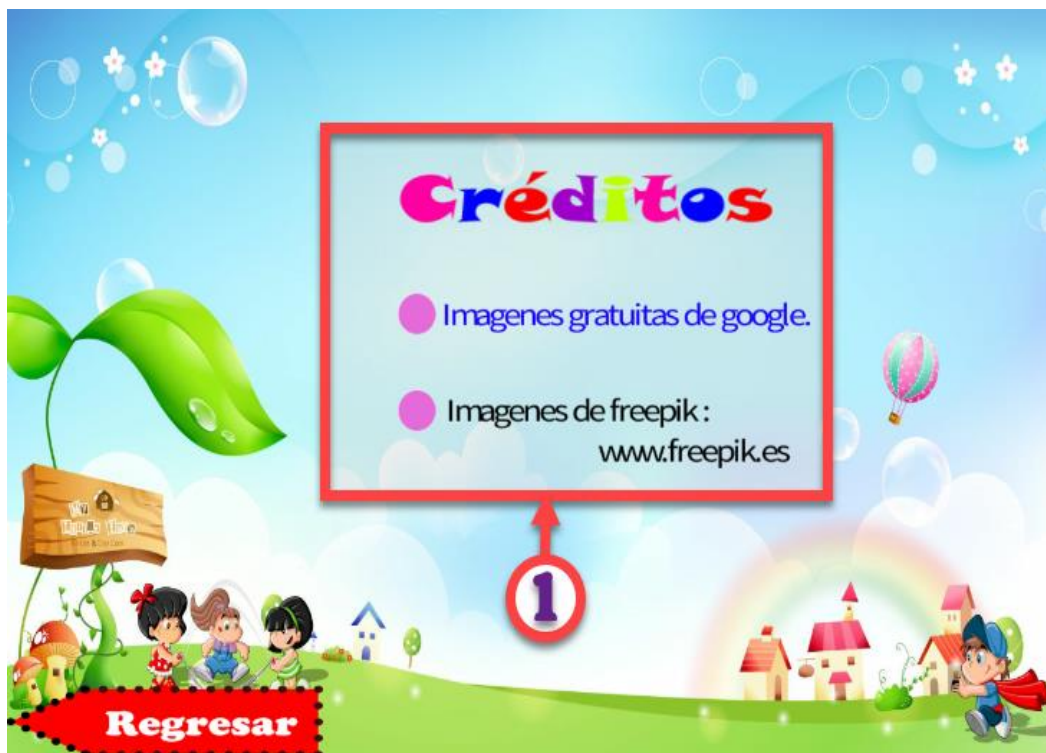 Créditos
Imagenes gratuitas de google.
Imagenes de freepik :
www.freepik.es
1
Regresar